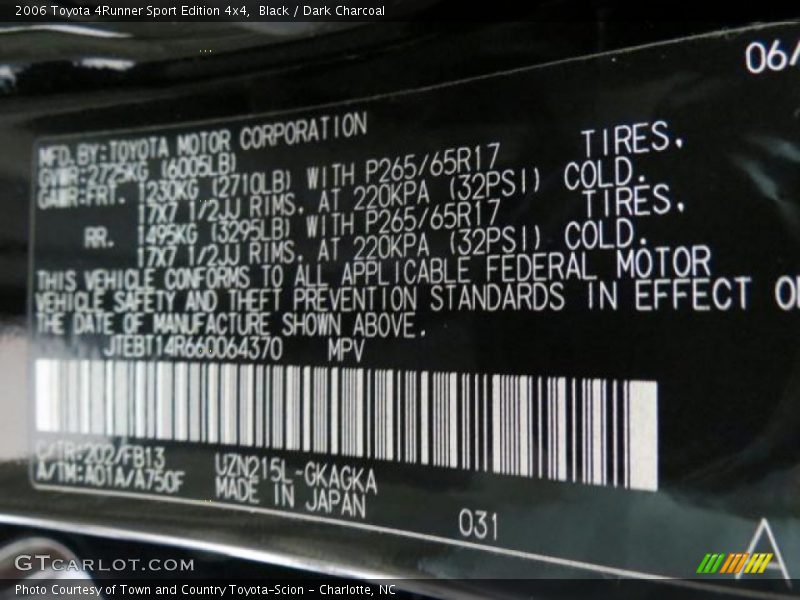 2006 Toyota 4Runner Sport Edition 4x4, Black / Dark Charcoal
06/
MFD.BY:TOYOTA MOTOR CORPORATION
GVWR:2725KG (6005LB)
GAWR:FRT. 1230KG (2710LB) WITH P265/65R17 TIRES,
17X7 1/2JJ RIMS, AT 220KPA (32PSI) COLD.
RR. 1495KG (3295LB) WITH P265/65R17 TIRES,
17X7 1/2JJ RIMS, AT 220KPA (32PSI) COLD.
THIS VEHICLE CONFORMS TO ALL APPLICABLE FEDERAL MOTOR
VEHICLE SAFETY AND THEFT PREVENTION STANDARDS IN EFFECT ON
THE DATE OF MANUFACTURE SHOWN ABOVE.
JTEBT14R660064370 MPV
C/TR:202/FB13 UZN215L-GKAGKA
A/TM:A01A/A750F MADE IN JAPAN
031
A
GTCARLOT.COM
Photo Courtesy of Town and Country Toyota-Scion - Charlotte, NC